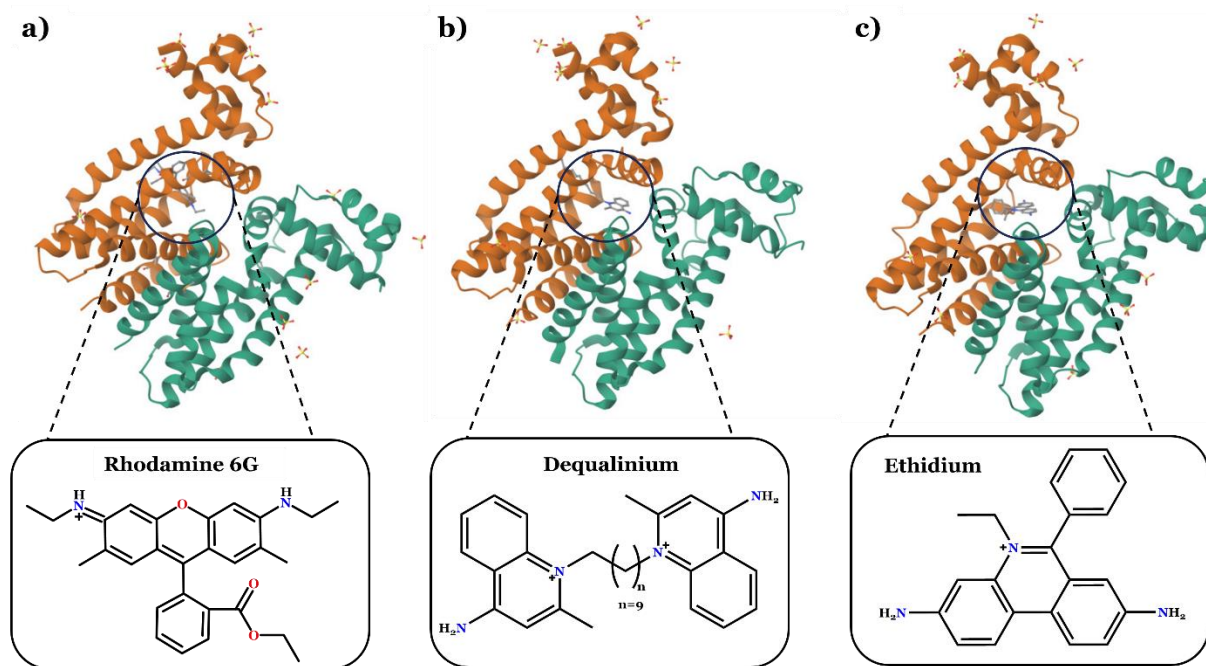 a)
b)
c)
Rhodamine 6G
H
N
+
O
H
N
O
O
Dequalinium
NH₂
N
+
N
+
n
n=9
H₂N
Ethidium
N
+
H₂N
NH₂